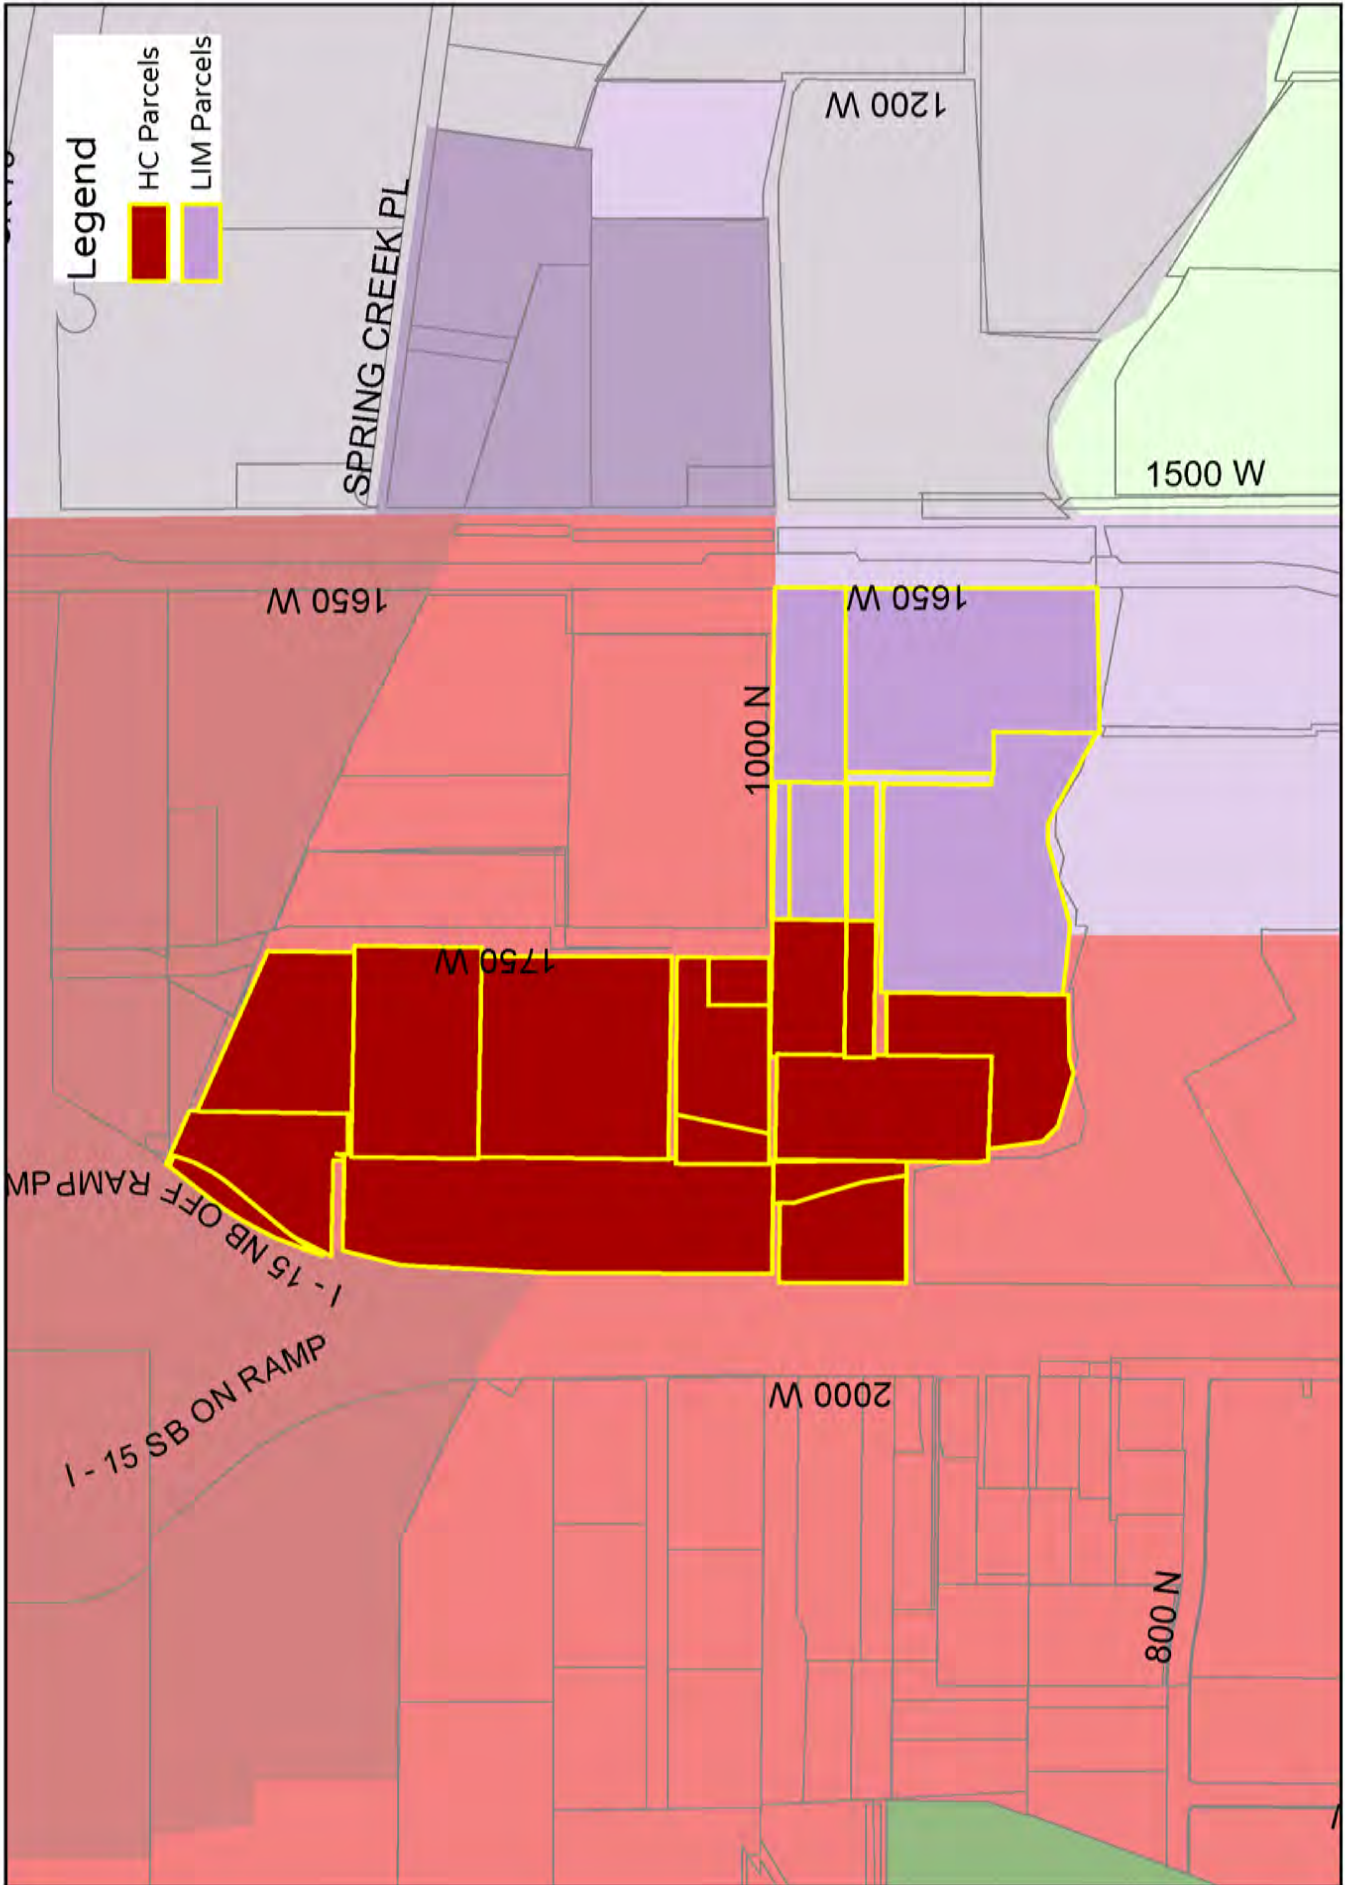 Legend
HC Parcels
LIM Parcels
1200 W
SPRING CREEK PL
1500 W
1650 W
1650 W
1000 N
1750 W
I - 15 NB OFF RAMP
I - 15 SB ON RAMP
2000 W
800 N